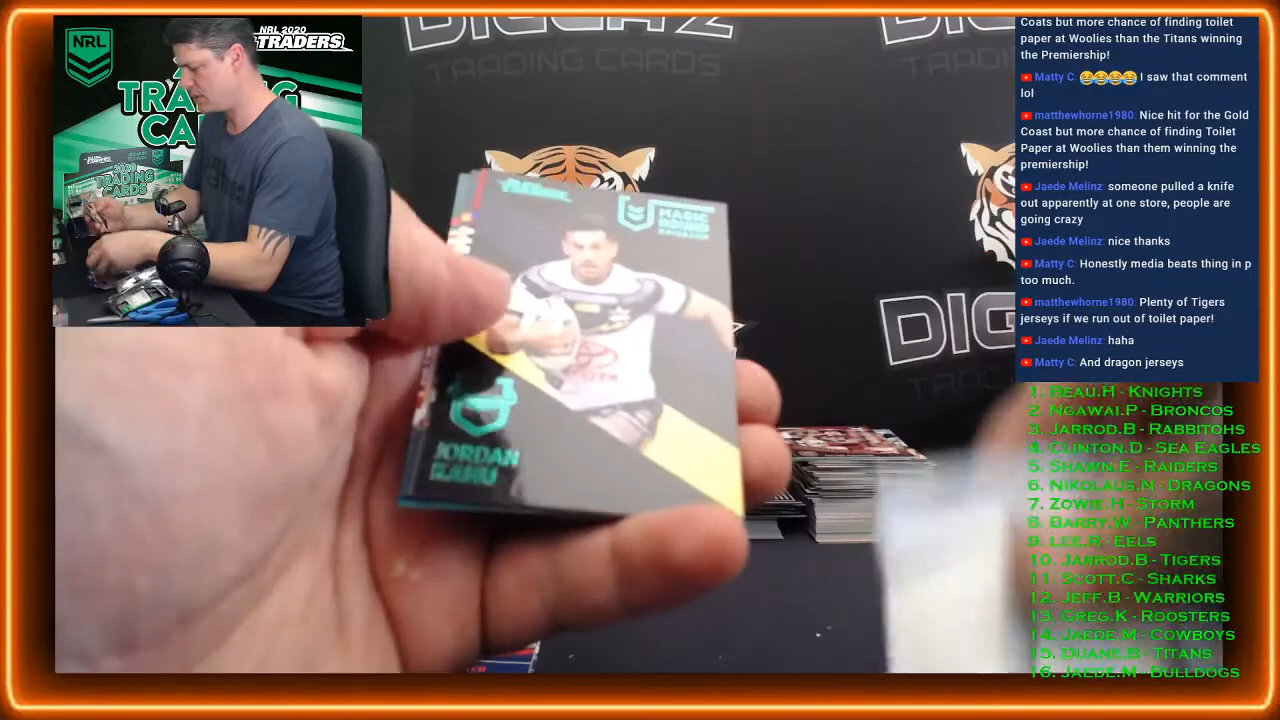 NRL
NRL 2020
TRADERS
TRADING
CARDS
2020
TRADING
CARDS
DIGGAZ
TRADING CARDS
MAGIC
ROUND
JORDAN
KAHU
Coats but more chance of finding toilet
paper at Woolies than the Titans winning
the Premiership!
Matty C: 😂😂😂😂 I saw that comment
lol
matthewhorne1980: Nice hit for the Gold
Coast but more chance of finding Toilet
Paper at Woolies than them winning the
premiership!
Jaede Melinz: someone pulled a knife
out apparently at one store, people are
going crazy
Jaede Melinz: nice thanks
Matty C: Honestly media beats thing in p
too much.
matthewhorne1980: Plenty of Tigers
jerseys if we run out of toilet paper!
Jaede Melinz: haha
Matty C: And dragon jerseys
1. Beau.H - Knights
2. Ngawai.P - Broncos
3. Jarrod.B - Rabbitohs
4. Clinton.D - Sea Eagles
5. Shawn.E - Raiders
6. Nikolaus.N - Dragons
7. Zowie.H - Storm
8. Barry.W - Panthers
9. Lee.R - Eels
10. Jarrod.B - Tigers
11. Scott.C - Sharks
12. Jeff.B - Warriors
13. Greg.K - Roosters
14. Jaede.M - Cowboys
15. Duane.B - Titans
16. Jaede.M - Bulldogs